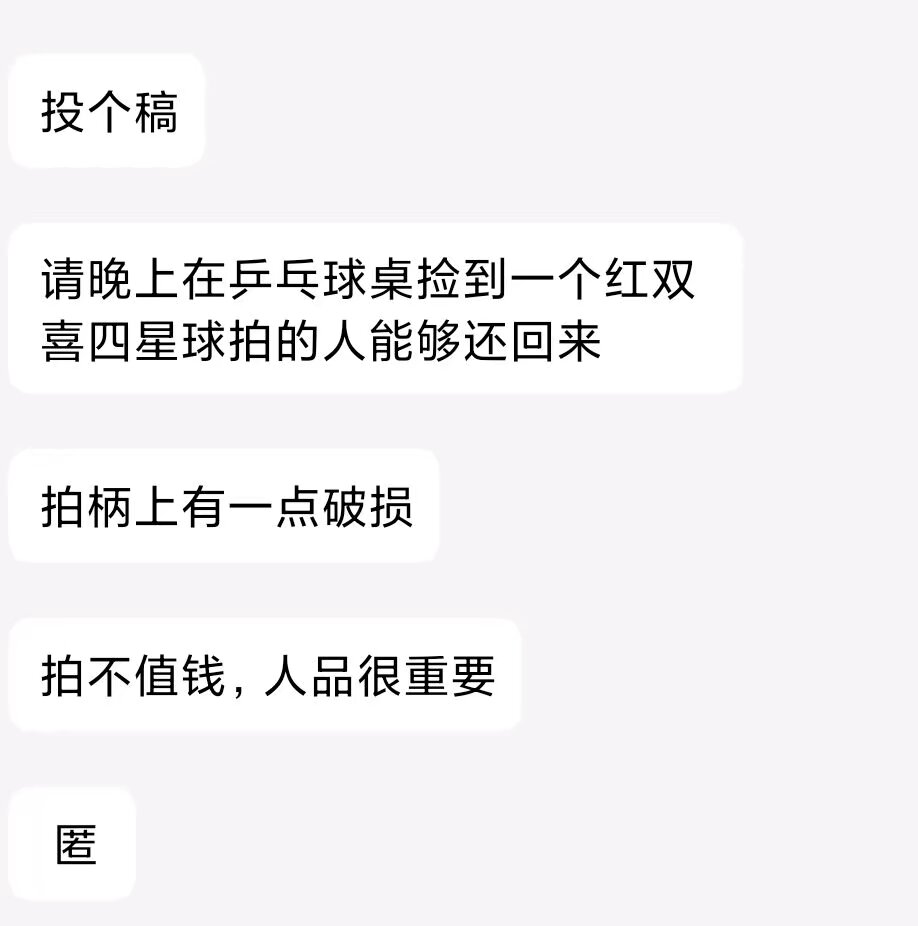 投个稿
请晚上在乒乓球桌捡到一个红双
喜四星球拍的人能够还回来
拍柄上有一点破损
拍不值钱，人品很重要
匿